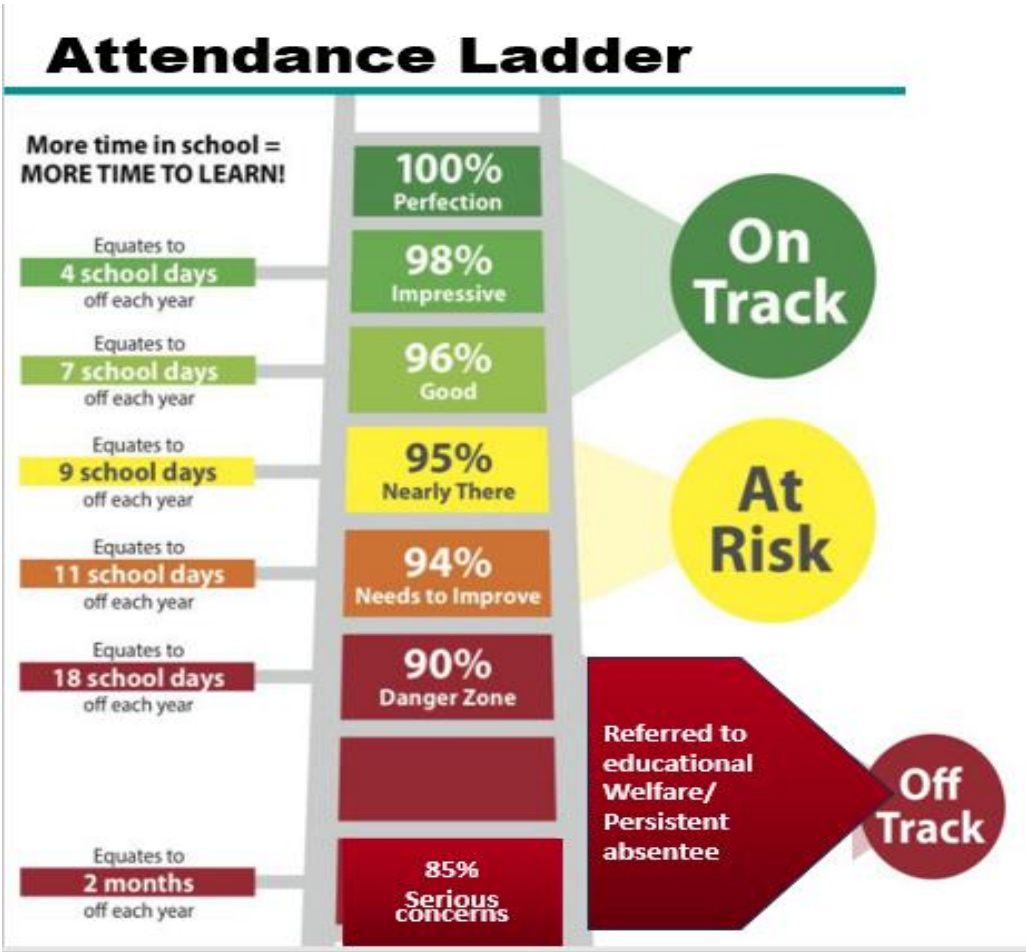 Attendance Ladder
More time in school =
MORE TIME TO LEARN!
100%
Perfection
Equates to
4 school days
off each year
98%
Impressive
On
Track
Equates to
7 school days
off each year
96%
Good
Equates to
9 school days
off each year
95%
Nearly There
At
Risk
Equates to
11 school days
off each year
94%
Needs to Improve
Equates to
18 school days
off each year
90%
Danger Zone
Referred to
educational
Welfare/
Persistent
absentee
Off
Track
Equates to
2 months
off each year
85%
Serious
concerns